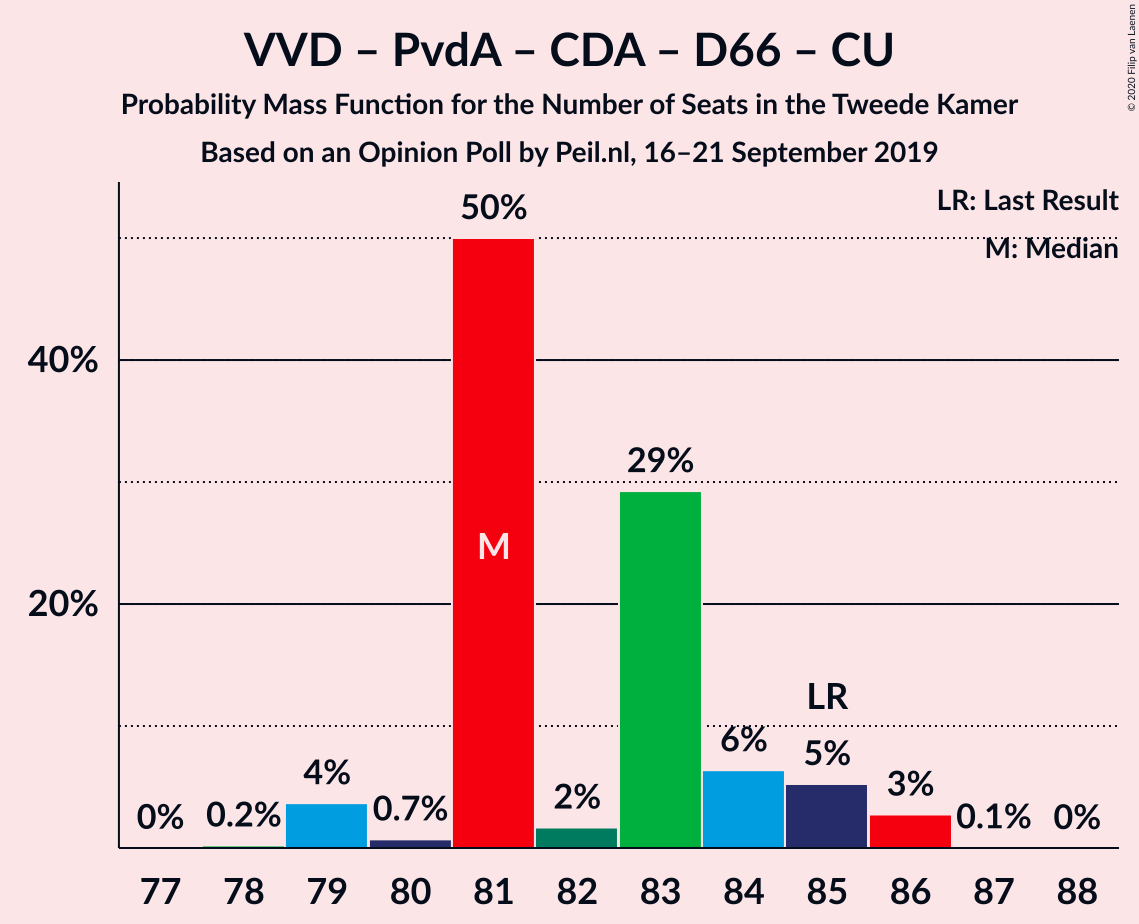 VVD – PvdA – CDA – D66 – CU
Probability Mass Function for the Number of Seats in the Tweede Kamer
Based on an Opinion Poll by Peil.nl, 16–21 September 2019
© 2020 Filip van Laenen
LR: Last Result
M: Median
50%
40%
29%
M
20%
LR
6%
5%
4%
3%
2%
0%
0.2%
0.7%
0.1%
0%
77 78 79 80 81 82 83 84 85 86 87 88